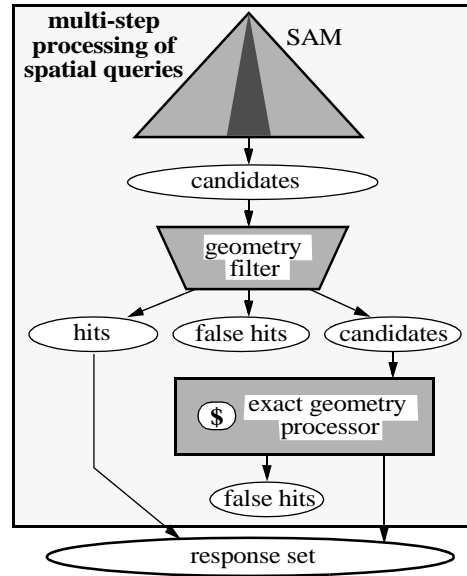 multi-step
processing of
spatial queries
SAM
candidates
geometry
filter
hits
false hits
candidates
$
exact geometry
processor
false hits
response set